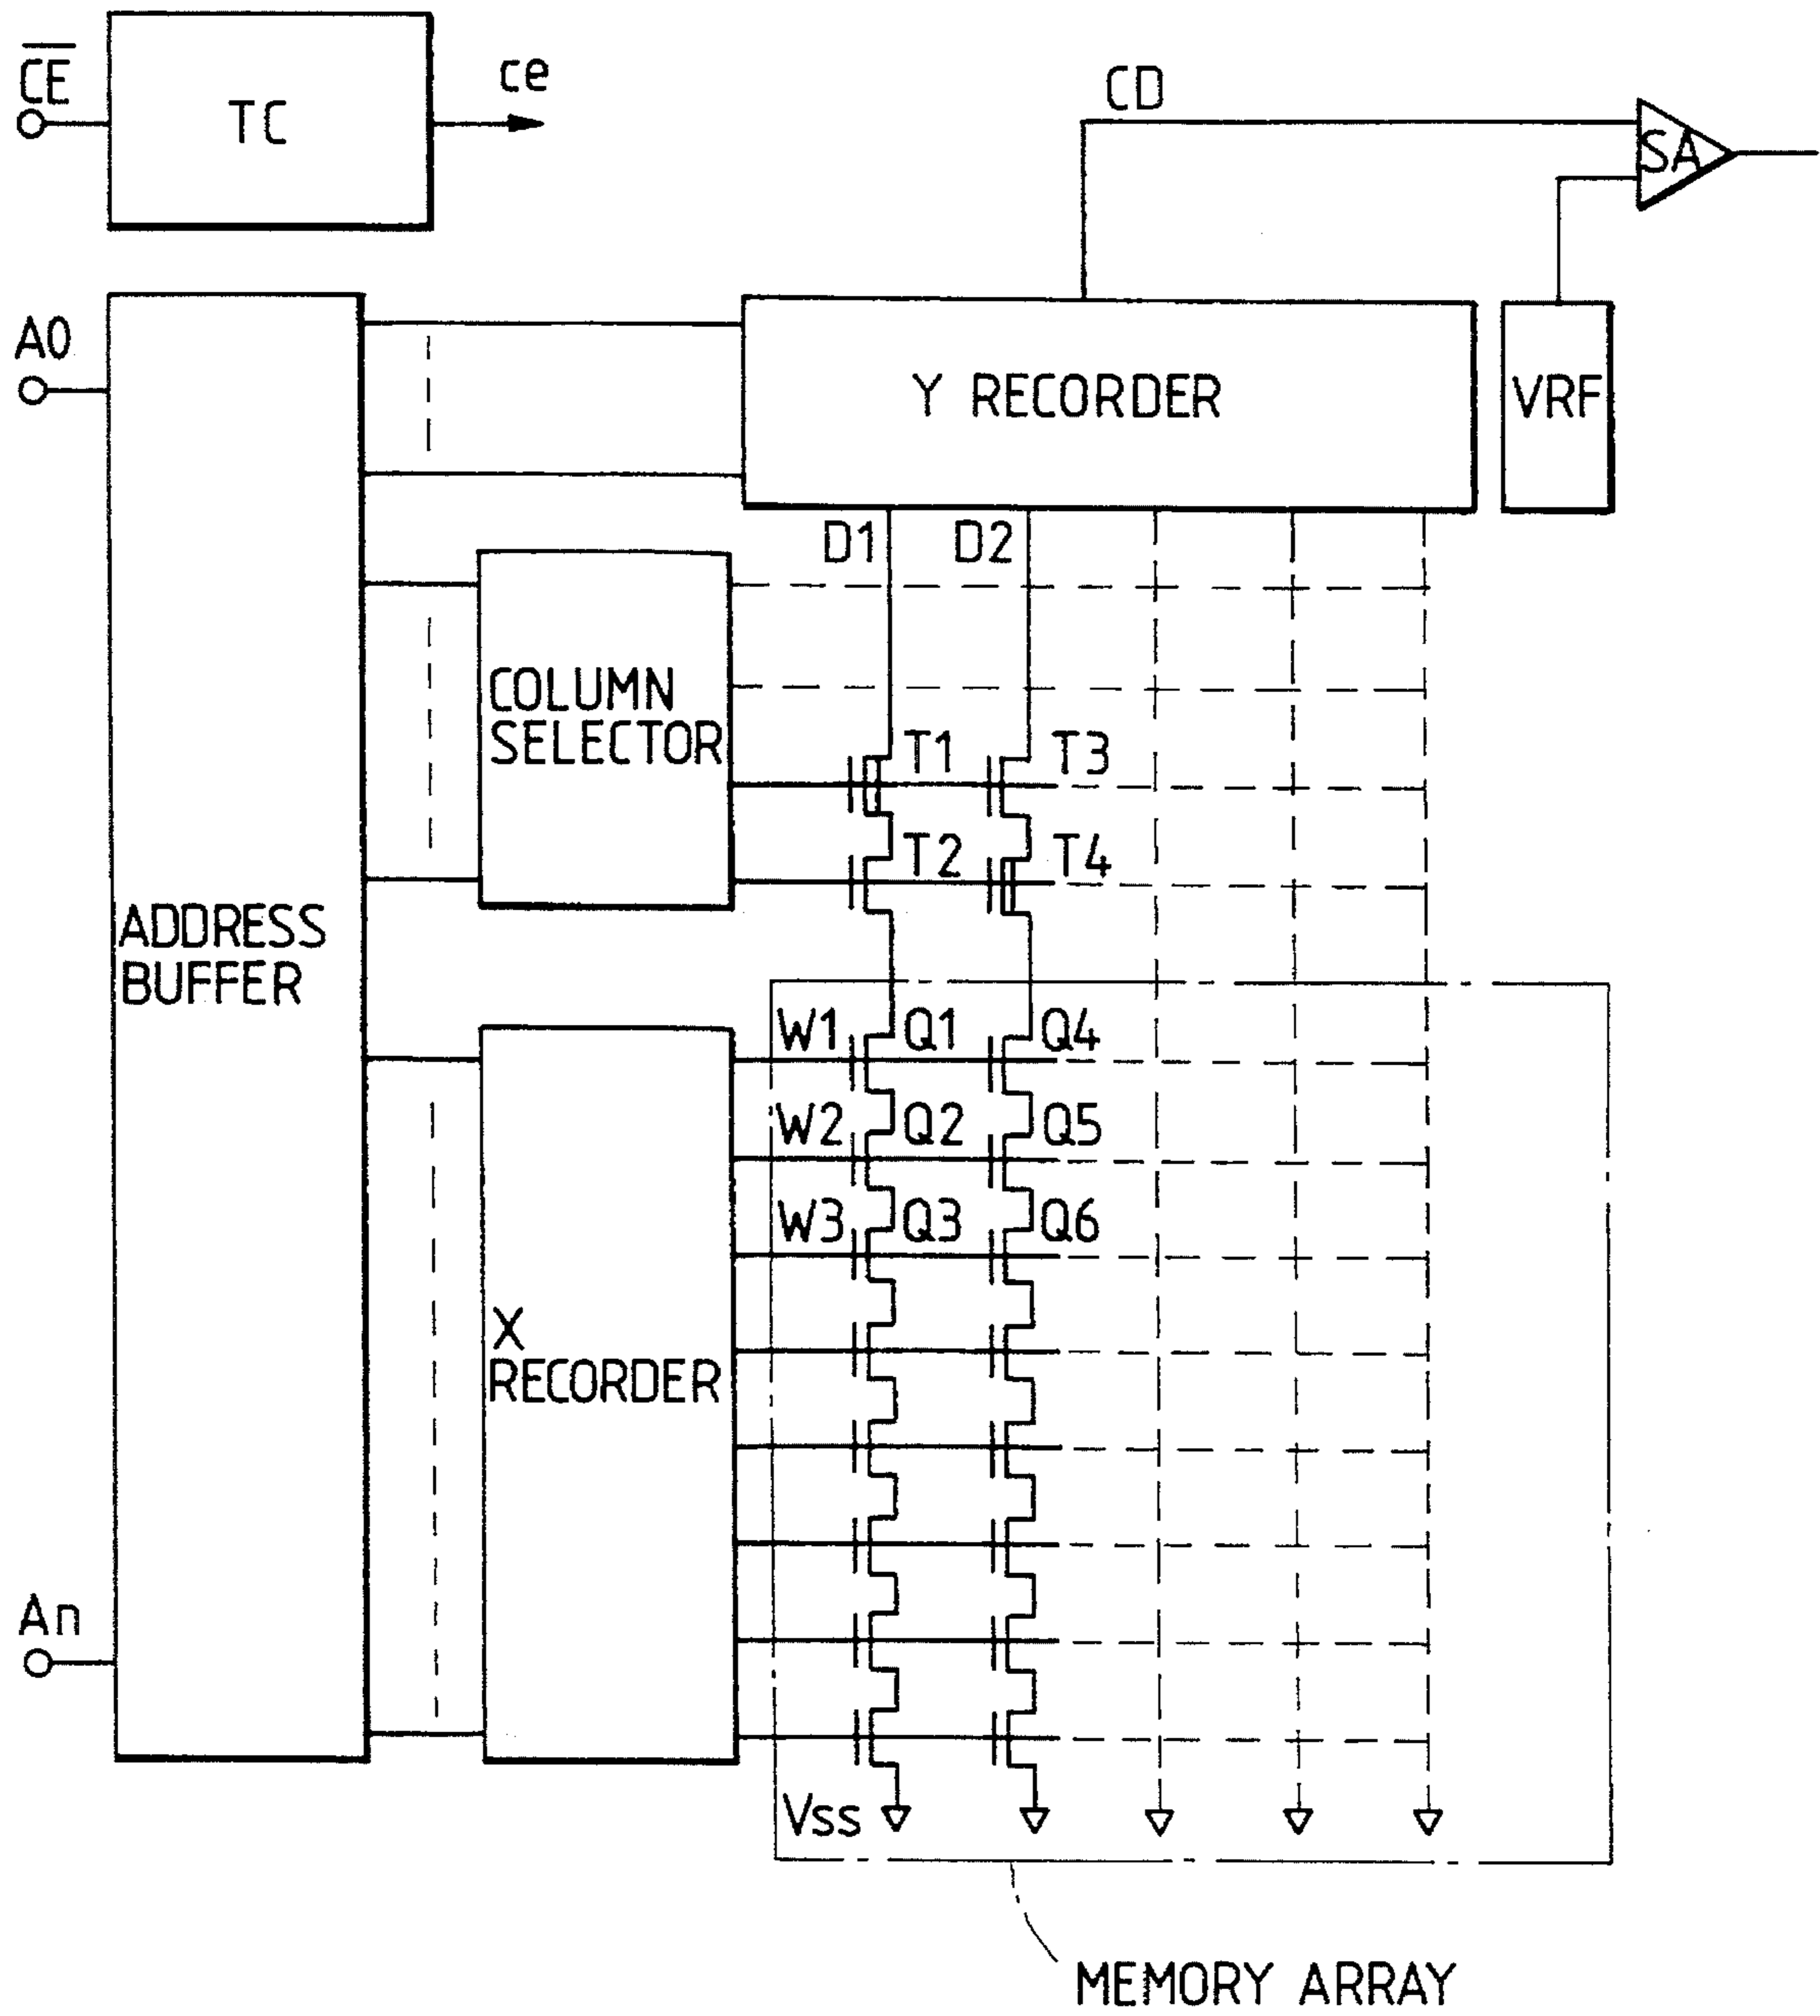 CE
TC
ce
CD
SA
A0
Y RECORDER
VRF
D1
D2
COLUMN
SELECTOR
T1
T3
T2
T4
ADDRESS
BUFFER
W1
Q1
Q4
W2
Q2
Q5
W3
Q3
Q6
X
RECORDER
An
Vss
MEMORY ARRAY